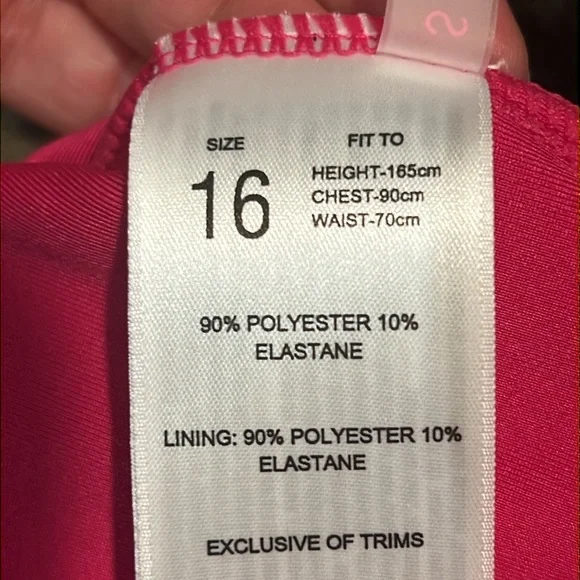 SIZE
16
FIT TO
HEIGHT-165cm
CHEST-90cm
WAIST-70cm
90% POLYESTER 10%
ELASTANE
LINING: 90% POLYESTER 10%
ELASTANE
EXCLUSIVE OF TRIMS